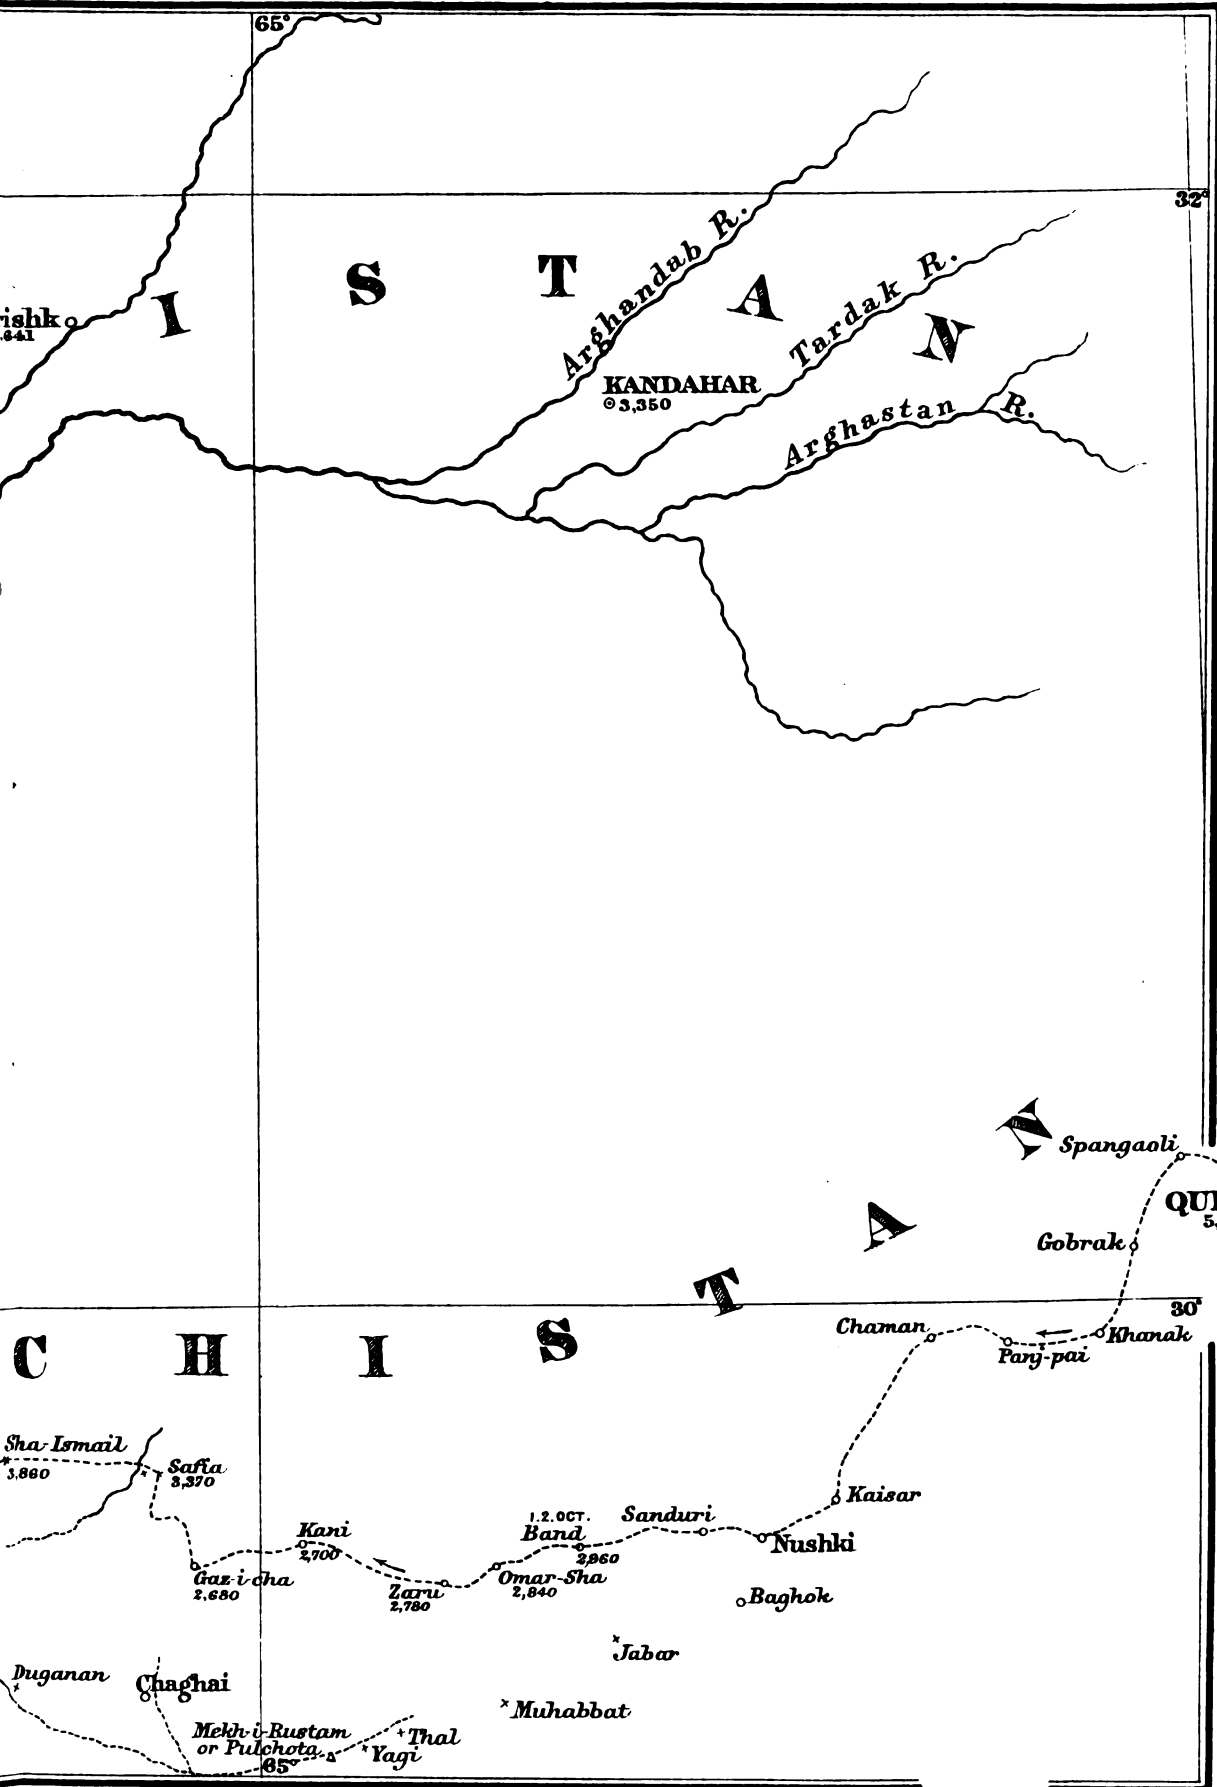 65°
32°
I S T A N
rishk
.641
Arghandab R.
Tardak R.
KANDAHAR
3,350
Arghastan R.
N
Spangaoli
A
QUE
5,
Gobrak
T
30°
S
Chaman
Khanak
Panj-pai
C H I
Sha-Ismail
3,860
Safia
3,370
Kaisar
1.2.OCT.
Sanduri
Kani
Band
2,700
2,960
Nushki
Gaz-i-cha
2,680
Omar-Sha
2,840
Zaru
2,780
Baghok
Jabar
Duganan
Chaghai
Muhabbat
Mekh-i-Rustam
or Pulchota
Thal
Yagi
65°